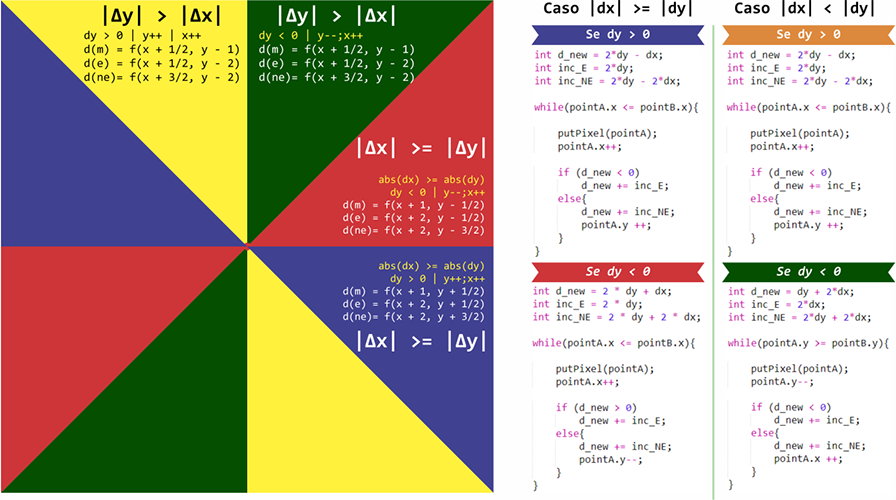 |Δy| > |Δx|
dy > 0 | y++ | x++
d(m) = f(x + 1/2, y - 1)
d(e) = f(x + 1/2, y - 2)
d(ne)= f(x + 3/2, y - 2)
|Δy| > |Δx|
dy < 0 | y--;x++
d(m) = f(x + 1/2, y - 1)
d(e) = f(x + 1/2, y - 2)
d(ne)= f(x + 3/2, y - 2)
|Δx| >= |Δy|
abs(dx) >= abs(dy)
dy < 0 | y--;x++
d(m) = f(x + 1, y - 1/2)
d(e) = f(x + 2, y - 1/2)
d(ne)= f(x + 2, y - 3/2)
abs(dx) >= abs(dy)
dy > 0 | y++;x++
d(m) = f(x + 1, y + 1/2)
d(e) = f(x + 2, y + 1/2)
d(ne)= f(x + 2, y + 3/2)
|Δx| >= |Δy|
Caso |dx| >= |dy|
Se dy > 0
int d_new = 2*dy - dx;
int inc_E = 2*dy;
int inc_NE = 2*dy - 2*dx;
while(pointA.x <= pointB.x){
putPixel(pointA);
pointA.x++;
if (d_new < 0)
d_new += inc_E;
else{
d_new += inc_NE;
pointA.y ++;
}
}
Se dy < 0
int d_new = 2 * dy + dx;
int inc_E = 2 * dy;
int inc_NE = 2 * dy + 2 * dx;
while(pointA.x <= pointB.x){
putPixel(pointA);
pointA.x++;
if (d_new > 0)
d_new += inc_E;
else{
d_new += inc_NE;
pointA.y--;
}
}
Caso |dx| < |dy|
Se dy > 0
int d_new = 2*dy - dx;
int inc_E = 2*dy;
int inc_NE = 2*dy - 2*dx;
while(pointA.x <= pointB.x){
putPixel(pointA);
pointA.x++;
if (d_new < 0)
d_new += inc_E;
else{
d_new += inc_NE;
pointA.y ++;
}
}
Se dy < 0
int d_new = dy + 2*dx;
int inc_E = 2*dx;
int inc_NE = 2*dy + 2*dx;
while(pointA.y >= pointB.y){
putPixel(pointA);
pointA.y--;
if (d_new < 0)
d_new += inc_E;
else{
d_new += inc_NE;
pointA.x ++;
}
}